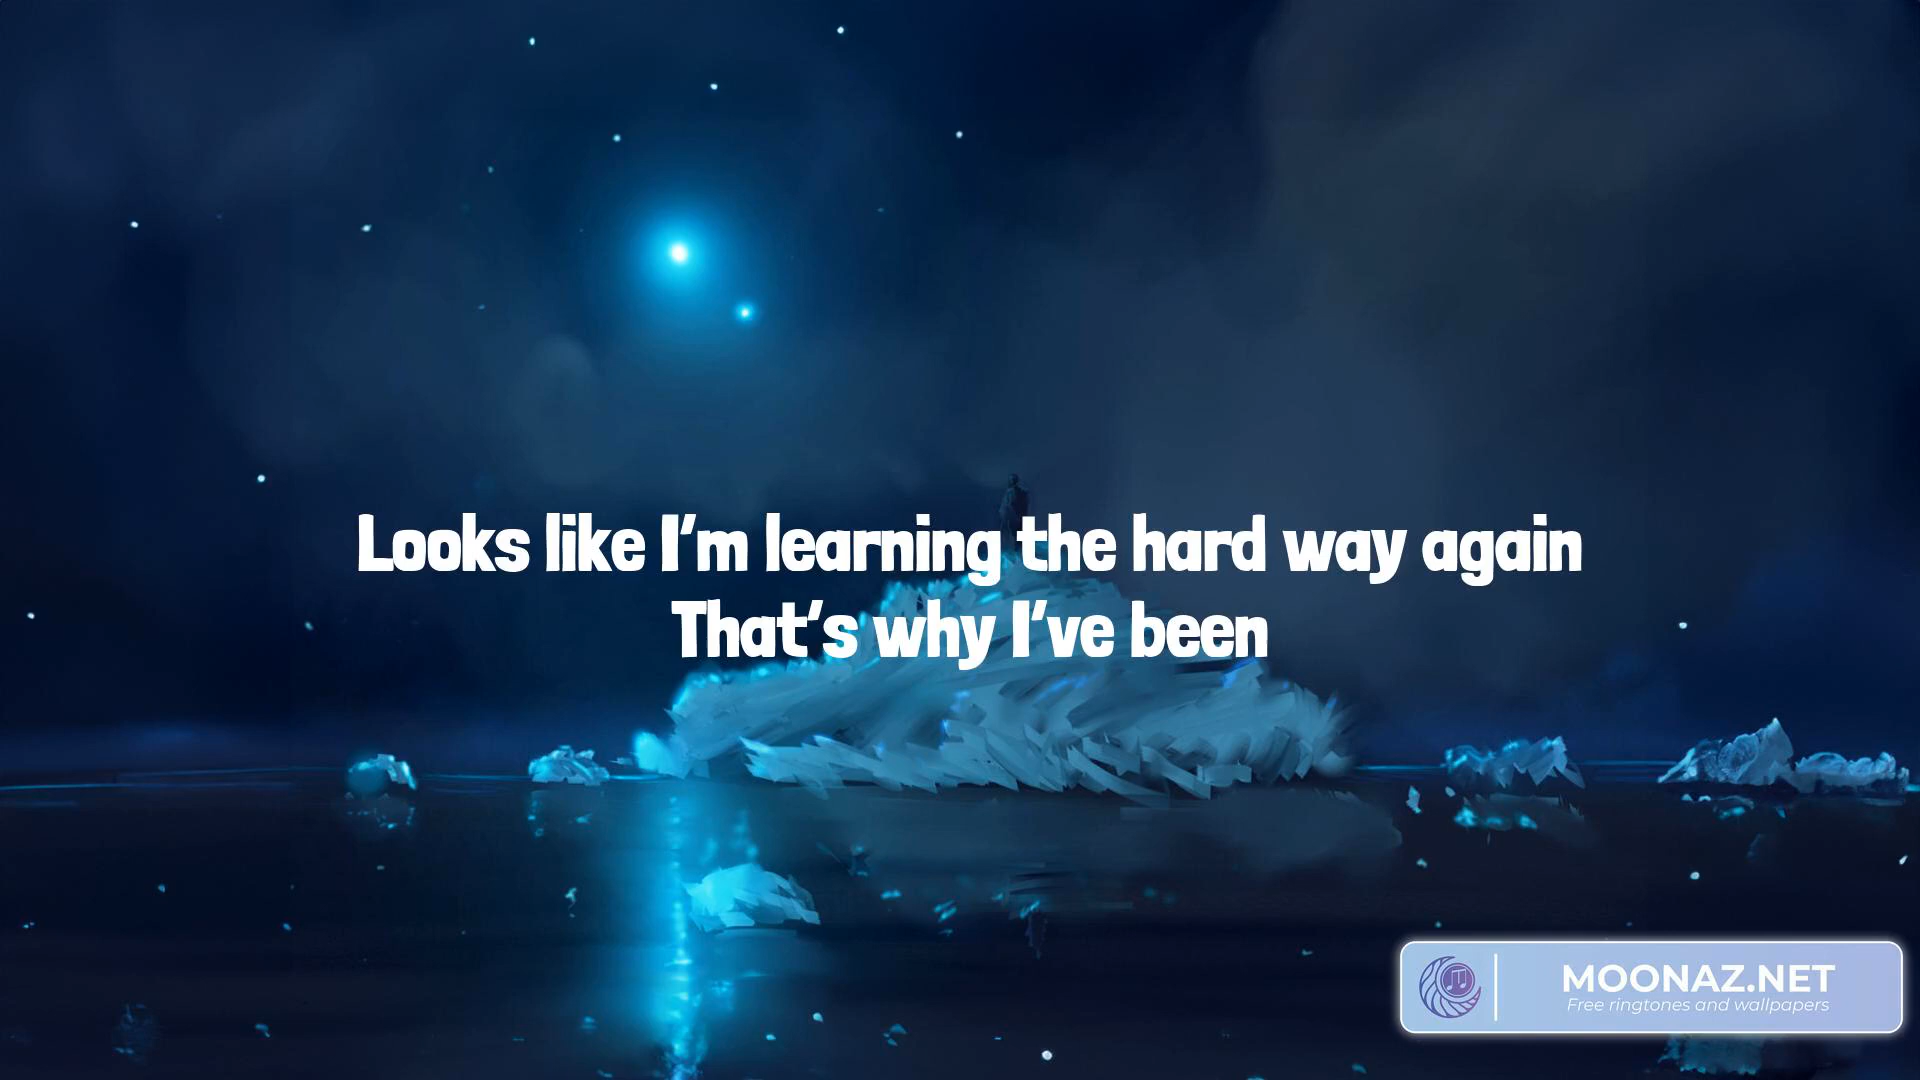 Looks like I'm learning the hard way again
That's why I've been
MOONAZ.NET
Free ringtones and wallpapers